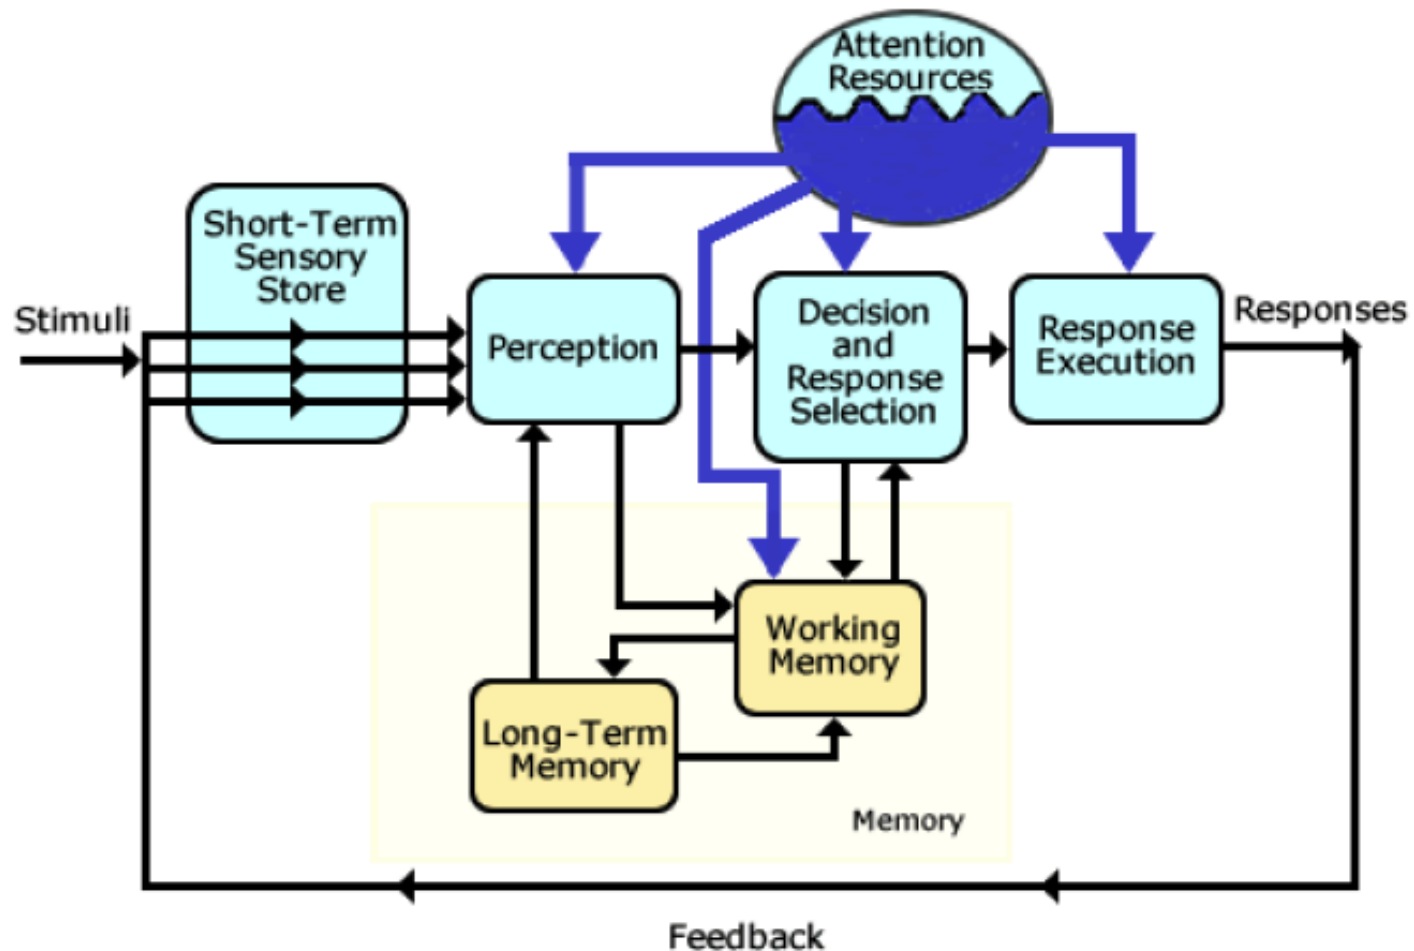 Attention
Resources
Short-Term
Sensory
Store
Stimuli
Perception
Decision
and
Response
Selection
Response
Execution
Responses
Working
Memory
Long-Term
Memory
Memory
Feedback